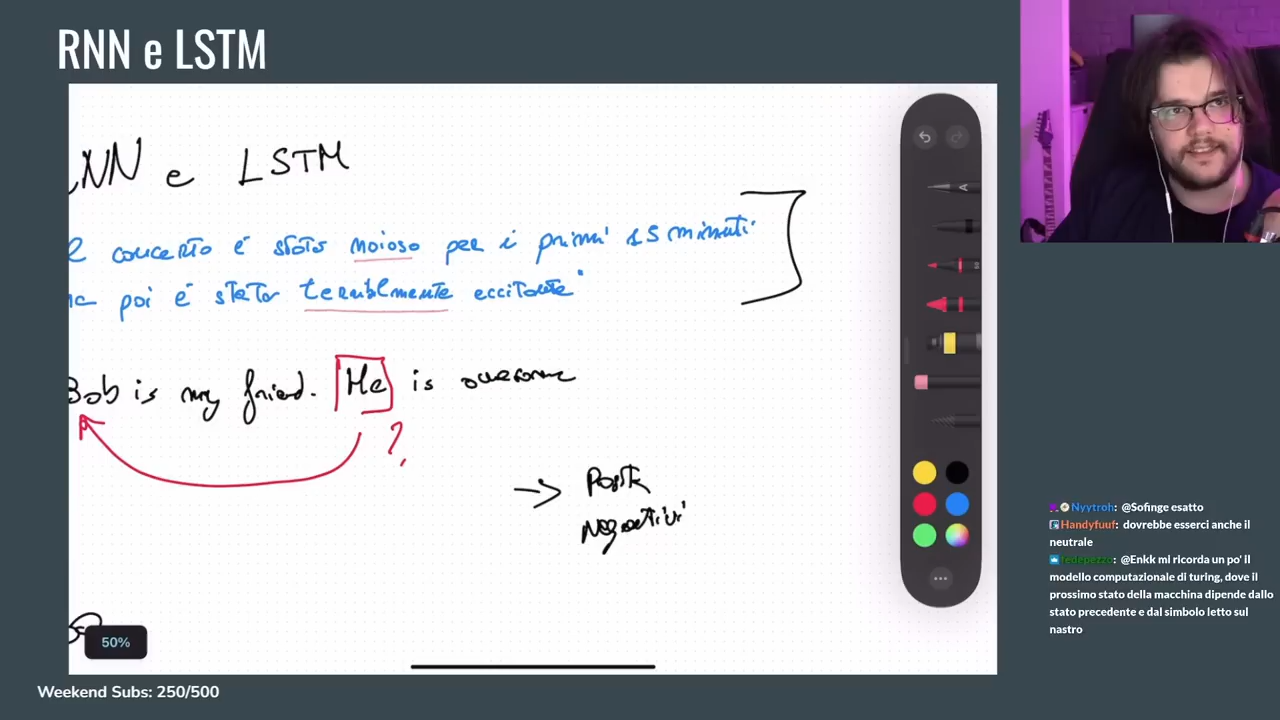 RNN e LSTM
NN e LSTM
concerto è stato noioso per i primi 15 minuti
ma poi è stato terribilmente eccitante"
Bob is my friend. He is awesome
?
→ Positivi
Negativi
50%
Nyytroh: @Sofinge esatto
Handyfuuf: dovrebbe esserci anche il
neutrale
fedepezzo: @Enkk mi ricorda un po' Il
modello computazionale di turing, dove il
prossimo stato della macchina dipende dallo
stato precedente e dal simbolo letto sul
nastro
Weekend Subs: 250/500